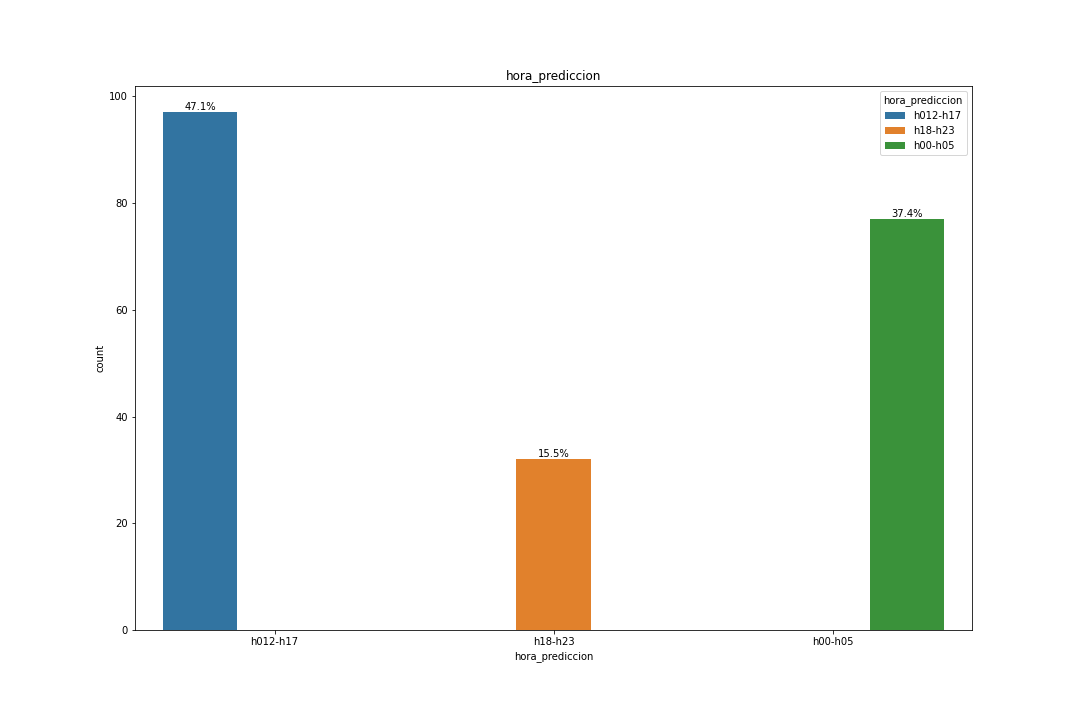 hora_prediccion
100
80
60
40
20
0
count
47.1%
15.5%
37.4%
hora_prediccion
h012-h17
h18-h23
h00-h05
h012-h17
h18-h23
h00-h05
hora_prediccion